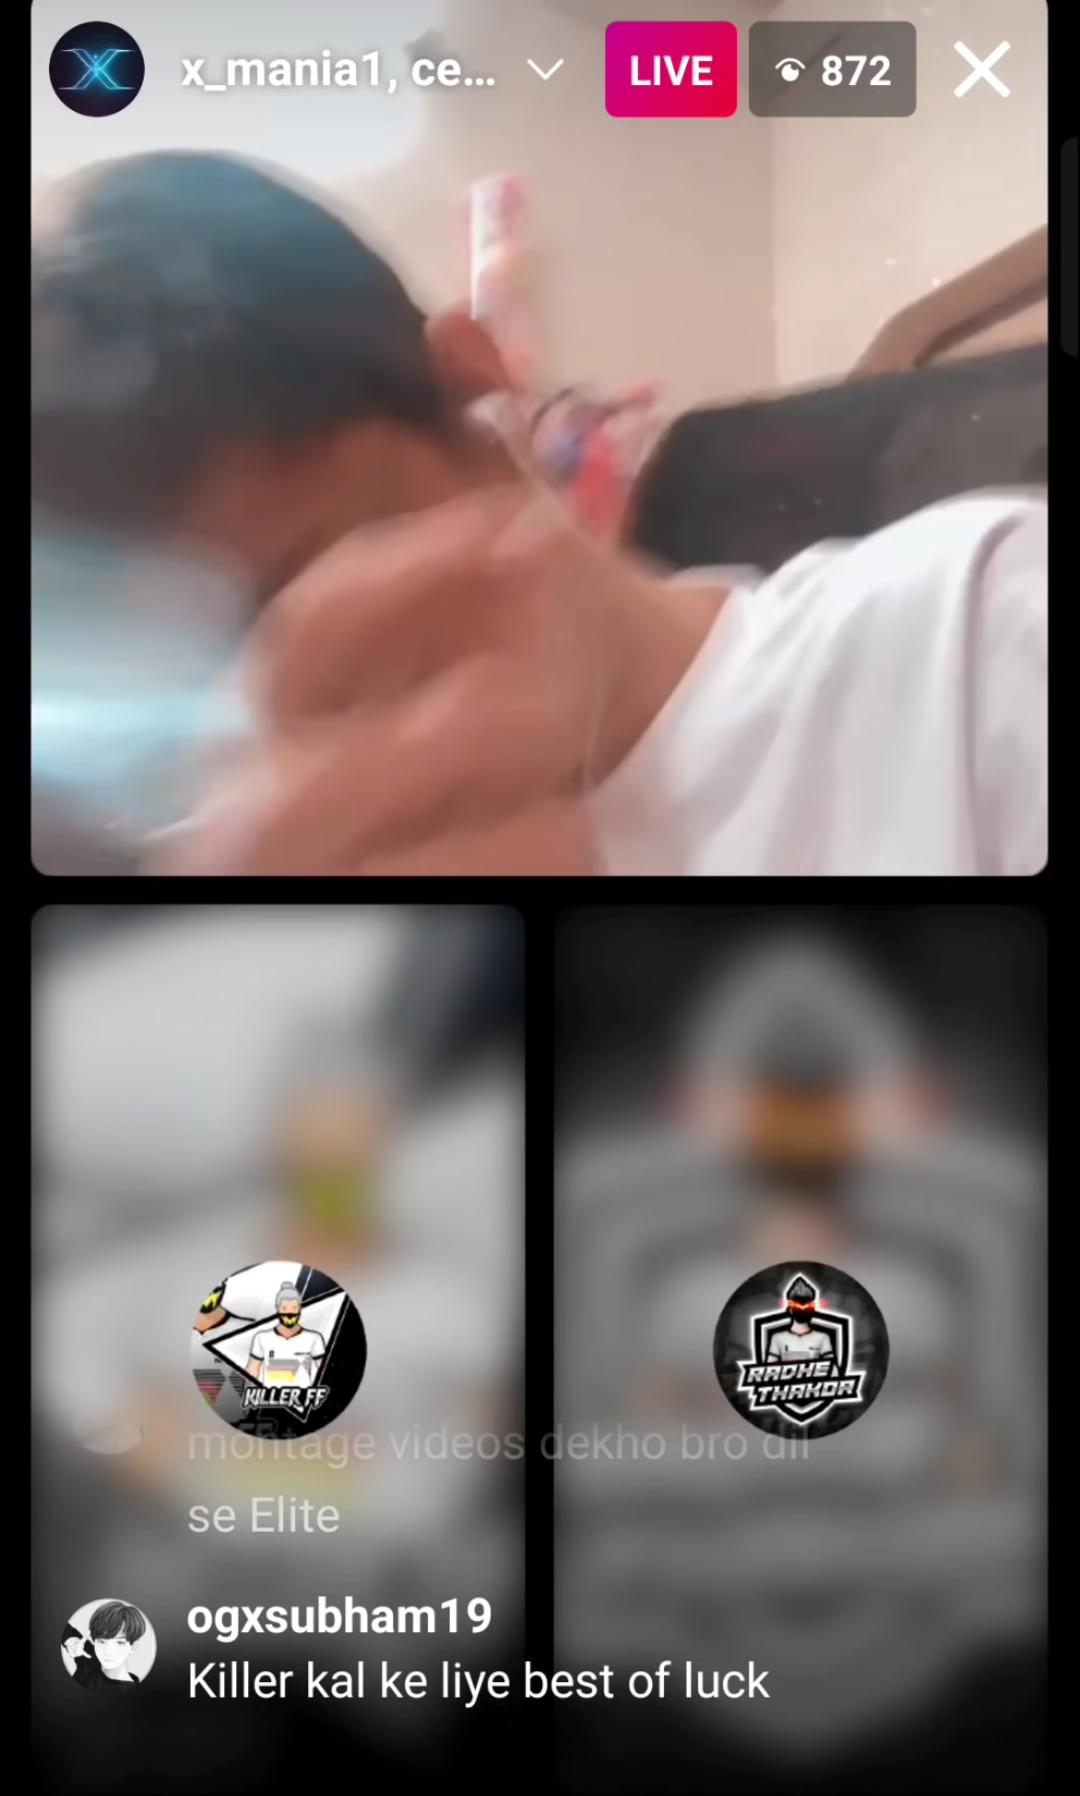 x_mania1, ce...
LIVE
872
KILLER FF
RADHE
THAKOR
montage videos dekho bro dil
se Elite
ogxsubham19
Killer kal ke liye best of luck